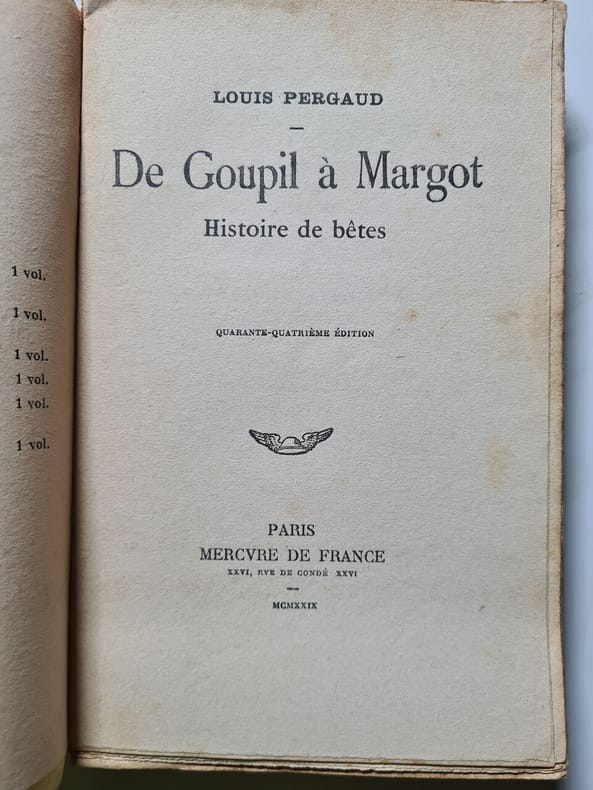 1 vol.
1 vol.
1 vol.
1 vol.
1 vol.
1 vol.
LOUIS PERGAUD
De Goupil à Margot
Histoire de bêtes
QUARANTE-QUATRIÈME ÉDITION
PARIS
MERCVRE DE FRANCE
XXVI, RVE DE CONDÉ XXVI
MCMXXIX